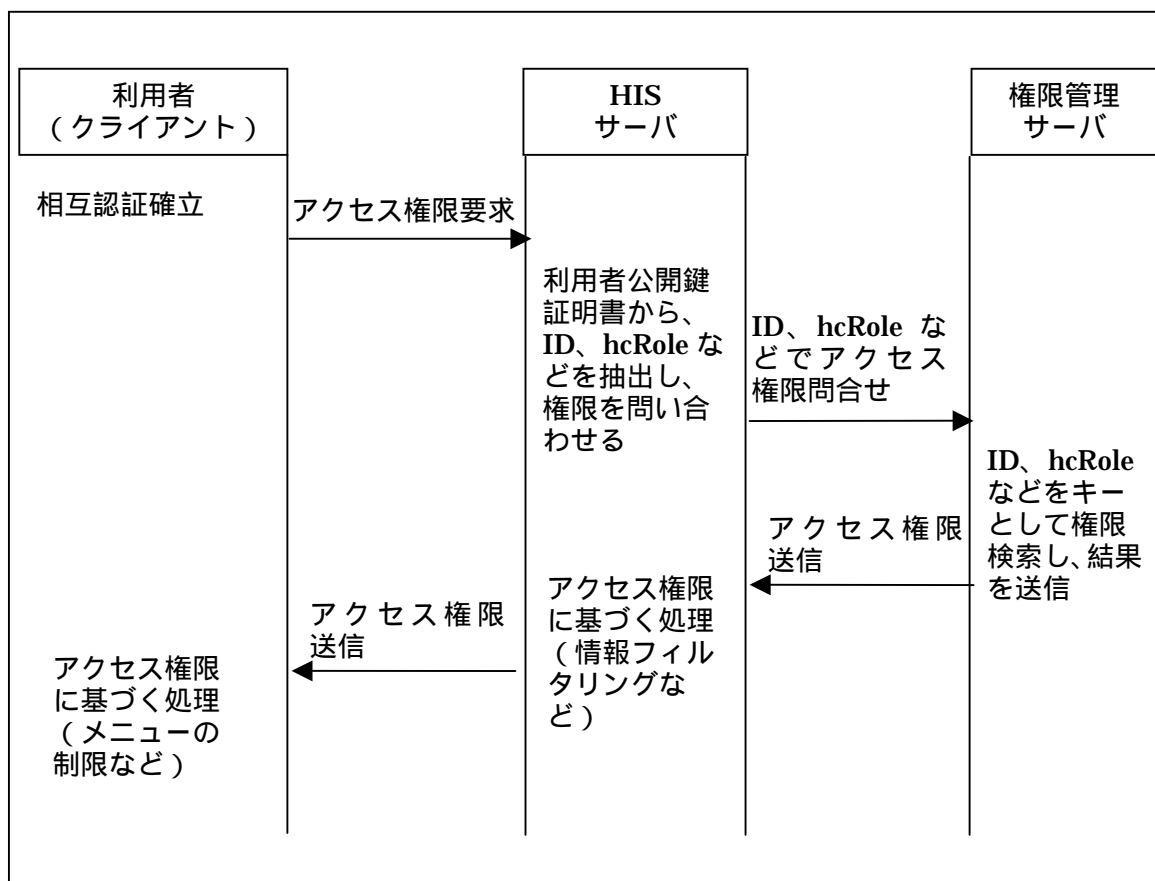 利用者
（クライアント）
HIS
サーバ
権限管理
サーバ
相互認証確立
アクセス権限要求
利用者公開鍵
証明書から、
ID、hcRole な
どを抽出し、
権限を問い合
わせる
ID、hcRole な
どでアクセス
権限問合せ
ID、hcRole
などをキー
として権限
検索し、結果
を送信
アクセス権限
送信
アクセス権限
に基づく処理
（情報フィル
タリングな
ど）
アクセス権限
送信
アクセス権限
に基づく処理
（メニューの
制限など）